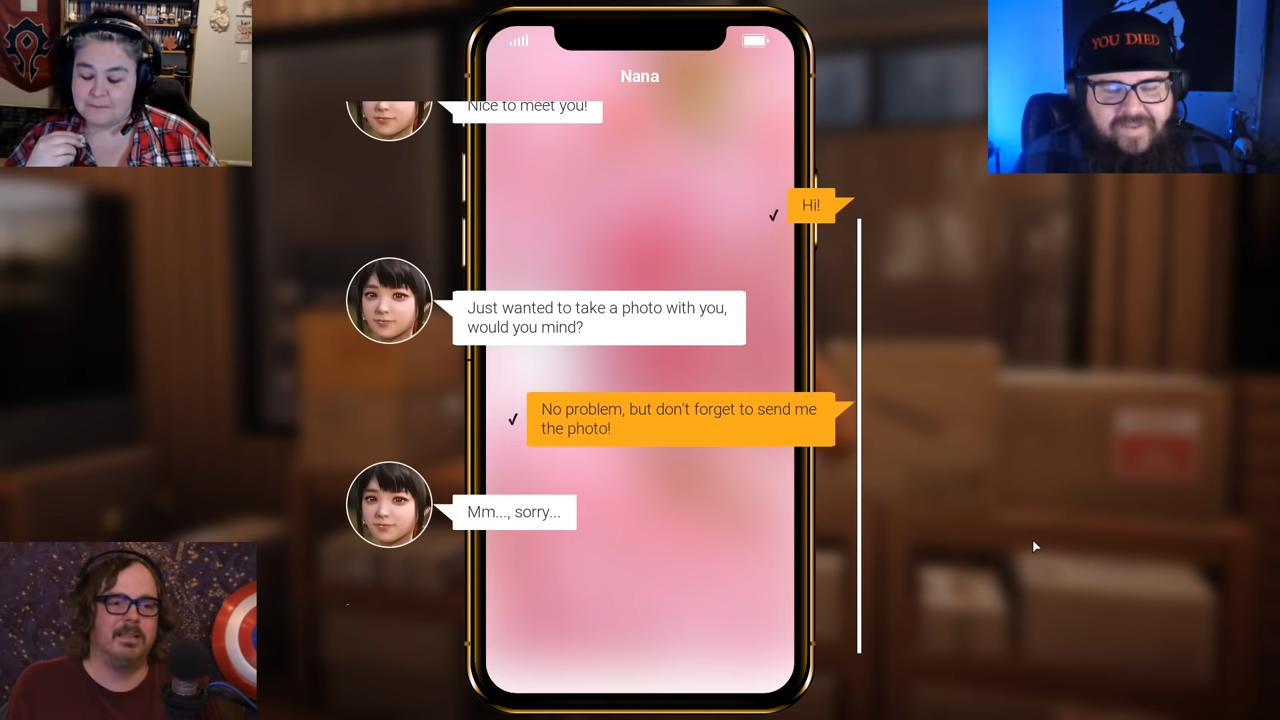 YOU DIED
Nana
Nice to meet you!
Hi!
Just wanted to take a photo with you,
would you mind?
No problem, but don't forget to send me
the photo!
Mm..., sorry...